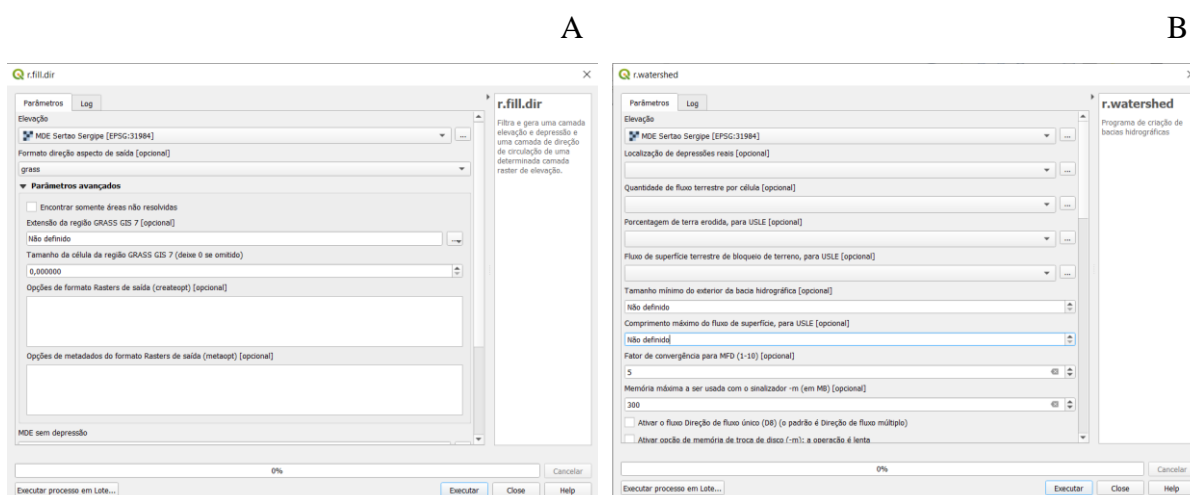 A
B
r.fill.dir
Parâmetros
Log
Elevação
MDE Sertao Sergipe [EPSG:31984]
...
Formato direção aspecto de saída [opcional]
grass
Parâmetros avançados
Encontrar somente áreas não resolvidas
Extensão da região GRASS GIS 7 [opcional]
Não definido
...
Tamanho da célula da região GRASS GIS 7 (deixe 0 se omitido)
0,000000
Opções de formato Rasters de saída (createopt) [opcional]
Opções de metadados do formato Rasters de saída (metaopt) [opcional]
MDE sem depressão
r.fill.dir
Filtra e gera uma camada
elevação e depressão e
uma camada de direção
de circulação de uma
determinada camada
raster de elevação.
0%
Cancelar
Executar processo em Lote...
Executar
Close
Help
r.watershed
Parâmetros
Log
Elevação
MDE Sertao Sergipe [EPSG:31984]
...
Localização de depressões reais [opcional]
...
Quantidade de fluxo terrestre por célula [opcional]
...
Porcentagem de terra erodida, para USLE [opcional]
...
Fluxo de superfície terrestre de bloqueio de terreno, para USLE [opcional]
...
Tamanho mínimo do exterior da bacia hidrográfica [opcional]
Não definido
Comprimento máximo do fluxo de superfície, para USLE [opcional]
Não definido
Fator de convergência para MFD (1-10) [opcional]
5
Memória máxima a ser usada com o sinalizador -m (em MB) [opcional]
300
Ativar o fluxo Direção de fluxo único (D8) (o padrão é Direção de fluxo múltiplo)
Ativar opção de memória de troca de disco (-m): a operação é lenta
r.watershed
Programa de criação de
bacias hidrográficas
0%
Cancelar
Executar processo em Lote...
Executar
Close
Help